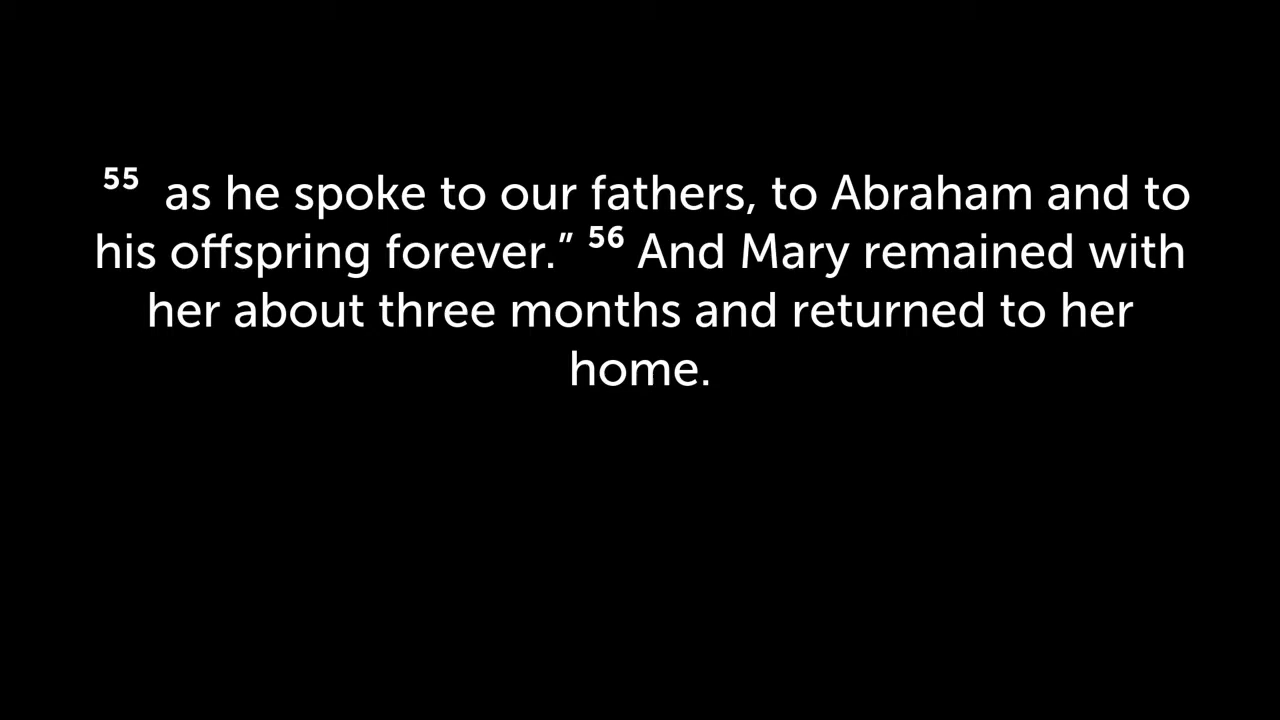 55 as he spoke to our fathers, to Abraham and to
his offspring forever.” 56 And Mary remained with
her about three months and returned to her
home.